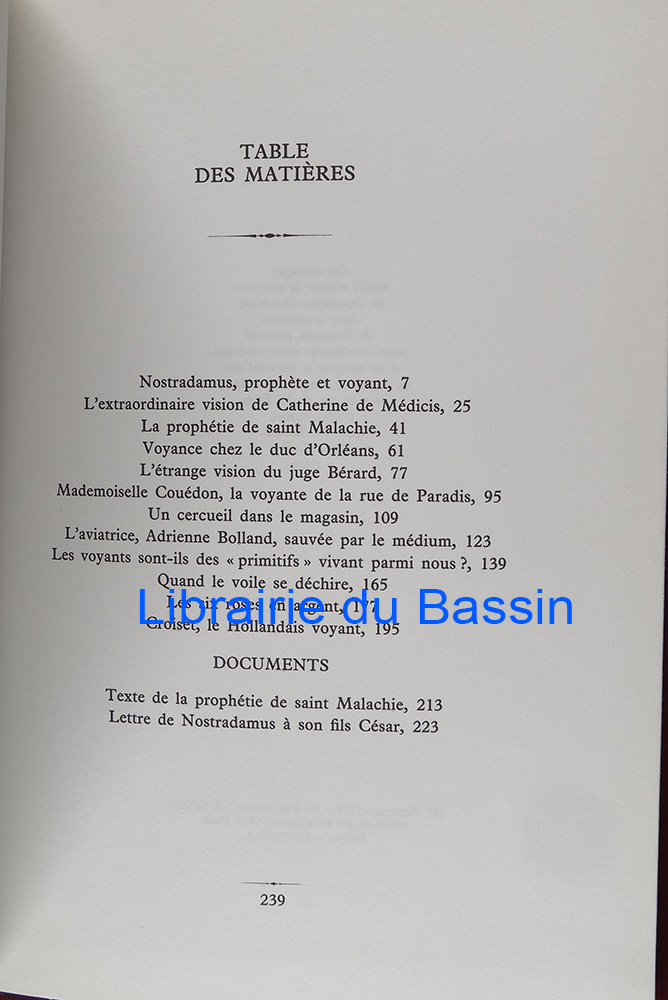 TABLE
DES MATIÈRES
Nostradamus, prophète et voyant, 7
L'extraordinaire vision de Catherine de Médicis, 25
La prophétie de saint Malachie, 41
Voyance chez le duc d'Orléans, 61
L'étrange vision du juge Bérard, 77
Mademoiselle Couédon, la voyante de la rue de Paradis, 95
Un cercueil dans le magasin, 109
L'aviatrice, Adrienne Bolland, sauvée par le médium, 123
Les voyants sont-ils des « primitifs » vivant parmi nous ?, 139
Quand le voile se déchire, 165
Les six roses en argent, 177
Librairie du Bassin
Croiset, le Hollandais voyant, 195
DOCUMENTS
Texte de la prophétie de saint Malachie, 213
Lettre de Nostradamus à son fils César, 223
239